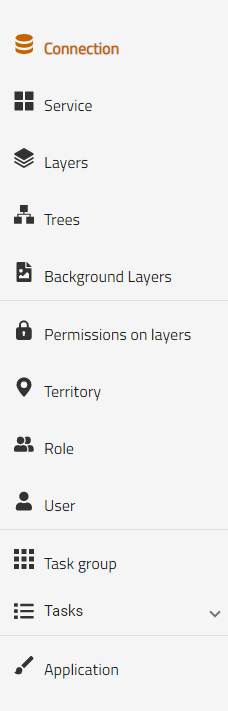 Connection
Service
Layers
Trees
Background Layers
Permissions on layers
Territory
Role
User
Task group
Tasks
Application